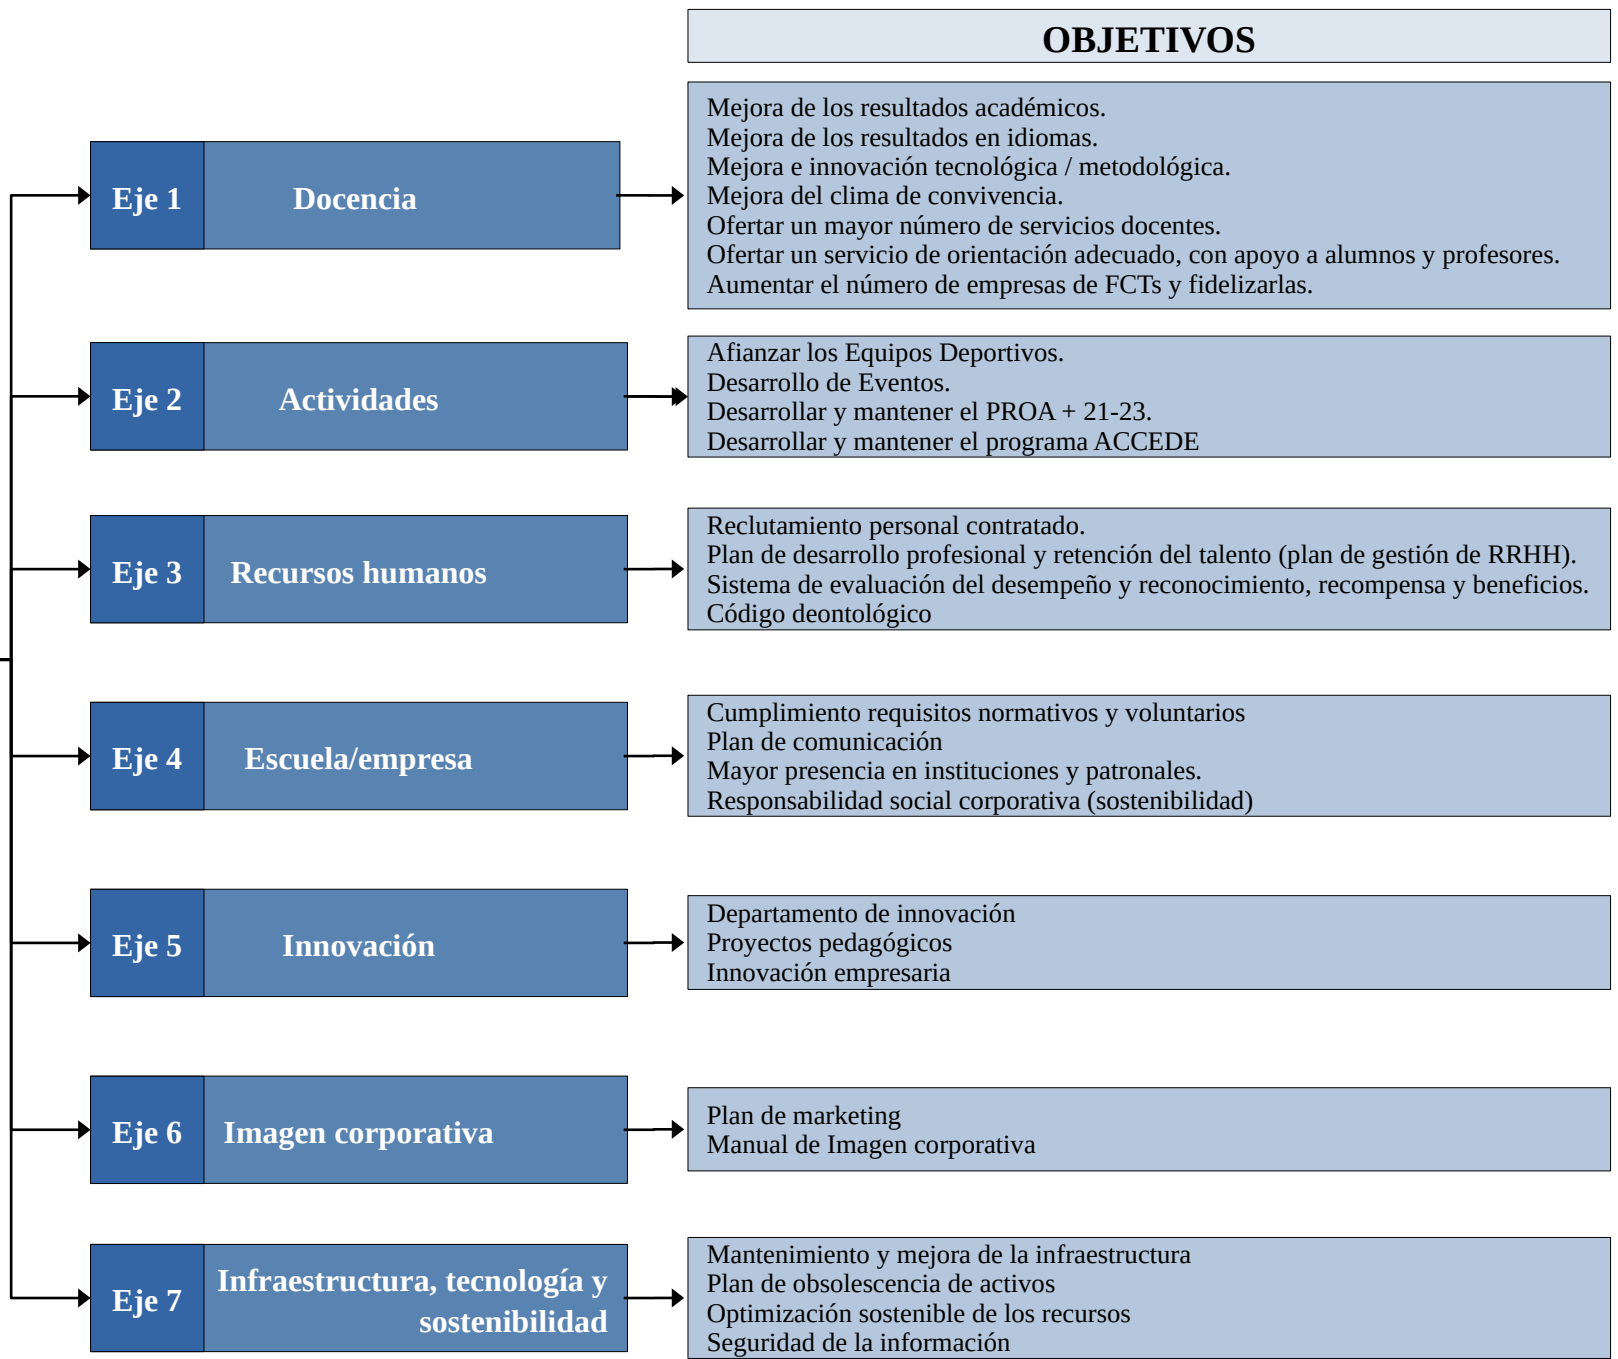 OBJETIVOS
Eje 1
Docencia
Mejora de los resultados académicos.
Mejora de los resultados en idiomas.
Mejora e innovación tecnológica / metodológica.
Mejora del clima de convivencia.
Ofertar un mayor número de servicios docentes.
Ofertar un servicio de orientación adecuado, con apoyo a alumnos y profesores.
Aumentar el número de empresas de FCTs y fidelizarlas.
Eje 2
Actividades
Afianzar los Equipos Deportivos.
Desarrollo de Eventos.
Desarrollar y mantener el PROA + 21-23.
Desarrollar y mantener el programa ACCEDE
Eje 3
Recursos humanos
Reclutamiento personal contratado.
Plan de desarrollo profesional y retención del talento (plan de gestión de RRHH).
Sistema de evaluación del desempeño y reconocimiento, recompensa y beneficios.
Código deontológico
Eje 4
Escuela/empresa
Cumplimiento requisitos normativos y voluntarios
Plan de comunicación
Mayor presencia en instituciones y patronales.
Responsabilidad social corporativa (sostenibilidad)
Eje 5
Innovación
Departamento de innovación
Proyectos pedagógicos
Innovación empresaria
Eje 6
Imagen corporativa
Plan de marketing
Manual de Imagen corporativa
Eje 7
Infraestructura, tecnología y
sostenibilidad
Mantenimiento y mejora de la infraestructura
Plan de obsolescencia de activos
Optimización sostenible de los recursos
Seguridad de la información